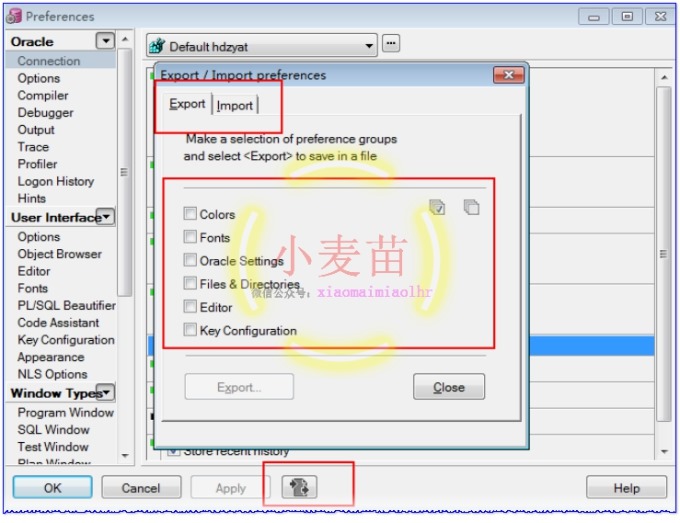 Preferences
Oracle
Connection
Options
Compiler
Debugger
Output
Trace
Profiler
Logon History
Hints
User Interface
Options
Object Browser
Editor
Fonts
PL/SQL Beautifier
Code Assistant
Key Configuration
Appearance
NLS Options
Window Types
Program Window
SQL Window
Test Window
Plan Window
Default hdzyat
...
Export / Import preferences
Export
Import
Make a selection of preference groups
and select <Export> to save in a file
Colors
Fonts
Oracle Settings
Files & Directories
Editor
Key Configuration
小麦苗
微信公众号：xiaomaimiaolhr
Export...
Close
Store recent history
OK
Cancel
Apply
Help